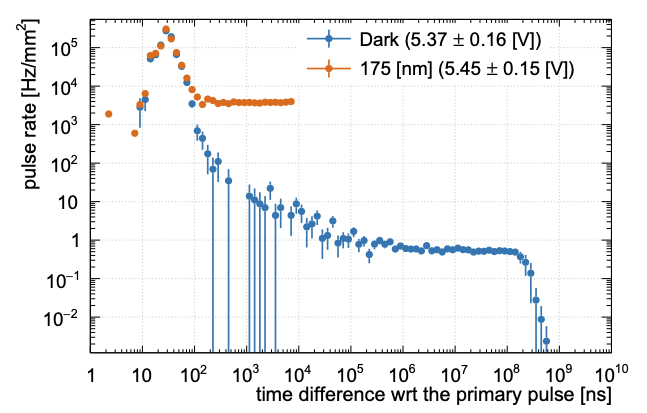 pulse rate [Hz/mm²]
Dark (5.37 ± 0.16 [V])
175 [nm] (5.45 ± 0.15 [V])
10⁵
10⁴
10³
10²
10
1
10⁻¹
10⁻²
1 10 10² 10³ 10⁴ 10⁵ 10⁶ 10⁷ 10⁸ 10⁹ 10¹⁰
time difference wrt the primary pulse [ns]